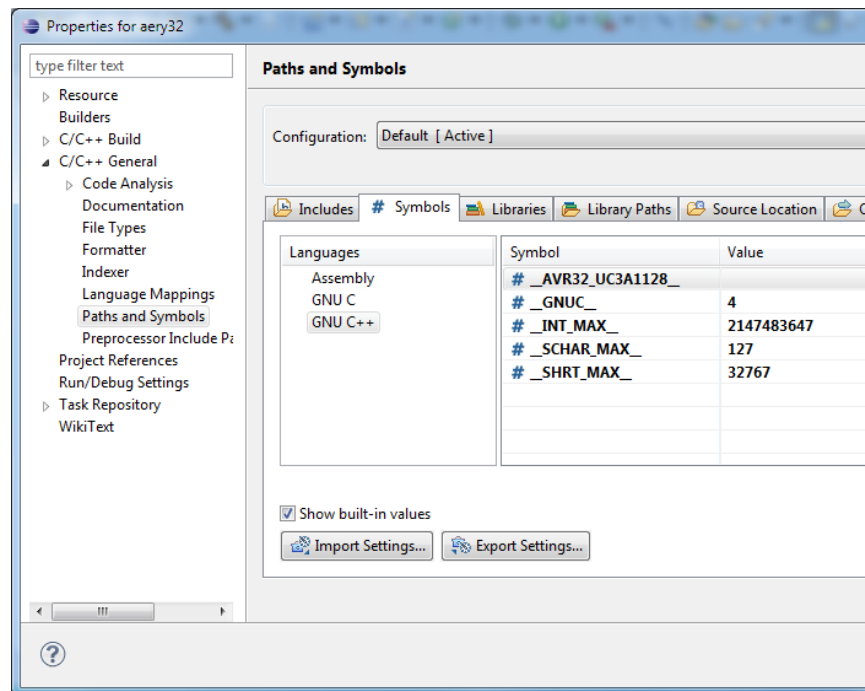 Properties for aery32
type filter text
Resource
Builders
C/C++ Build
C/C++ General
Code Analysis
Documentation
File Types
Formatter
Indexer
Language Mappings
Paths and Symbols
Preprocessor Include Pa
Project References
Run/Debug Settings
Task Repository
WikiText
Paths and Symbols
Configuration: Default [ Active ]
Includes # Symbols Libraries Library Paths Source Location
Languages
Assembly
GNU C
GNU C++
Symbol Value
# __AVR32_UC3A1128__
# __GNUC__ 4
# __INT_MAX__ 2147483647
# __SCHAR_MAX__ 127
# __SHRT_MAX__ 32767
Show built-in values
Import Settings... Export Settings...
?